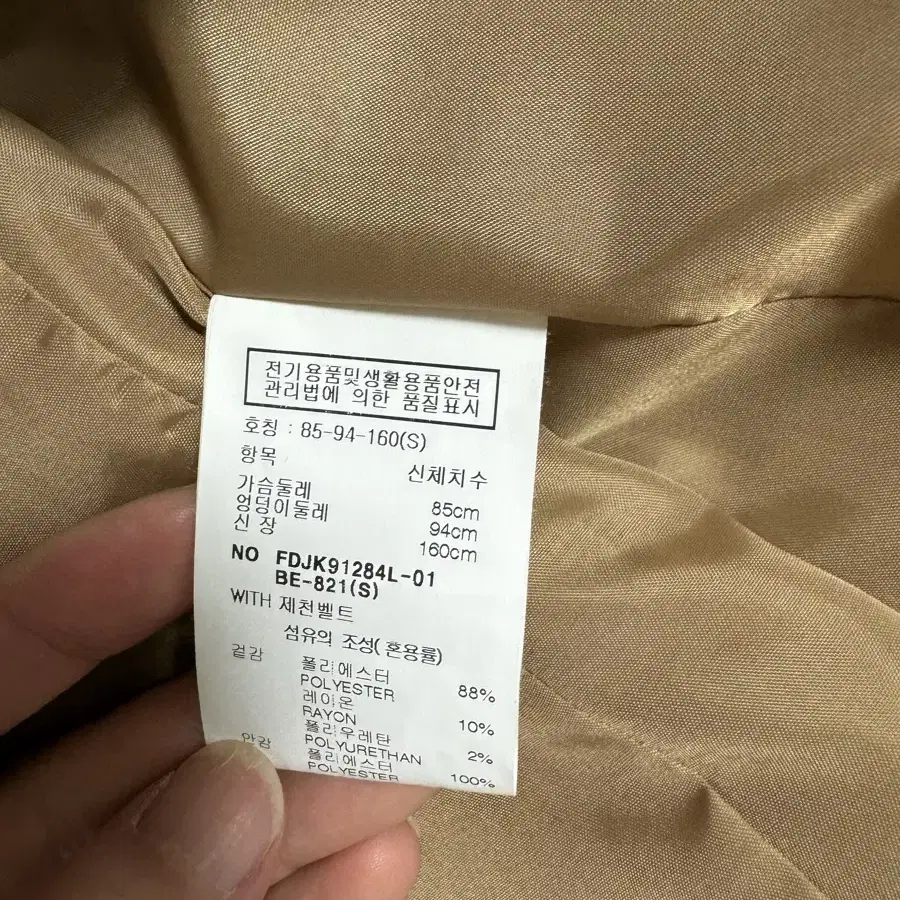 전기용품및생활용품안전
관리법에 의한 품질표시
호칭 : 85-94-160(S)
항목 신체치수
가슴둘레 85cm
엉덩이둘레 94cm
신 장 160cm
NO FDJK91284L-01
BE-821(S)
WITH 제천벨트
섬유의 조성(혼용률)
겉감 폴리에스터
POLYESTER 88%
레이온
RAYON 10%
폴리우레탄
POLYURETHAN 2%
안감 폴리에스터
POLYESTER 100%